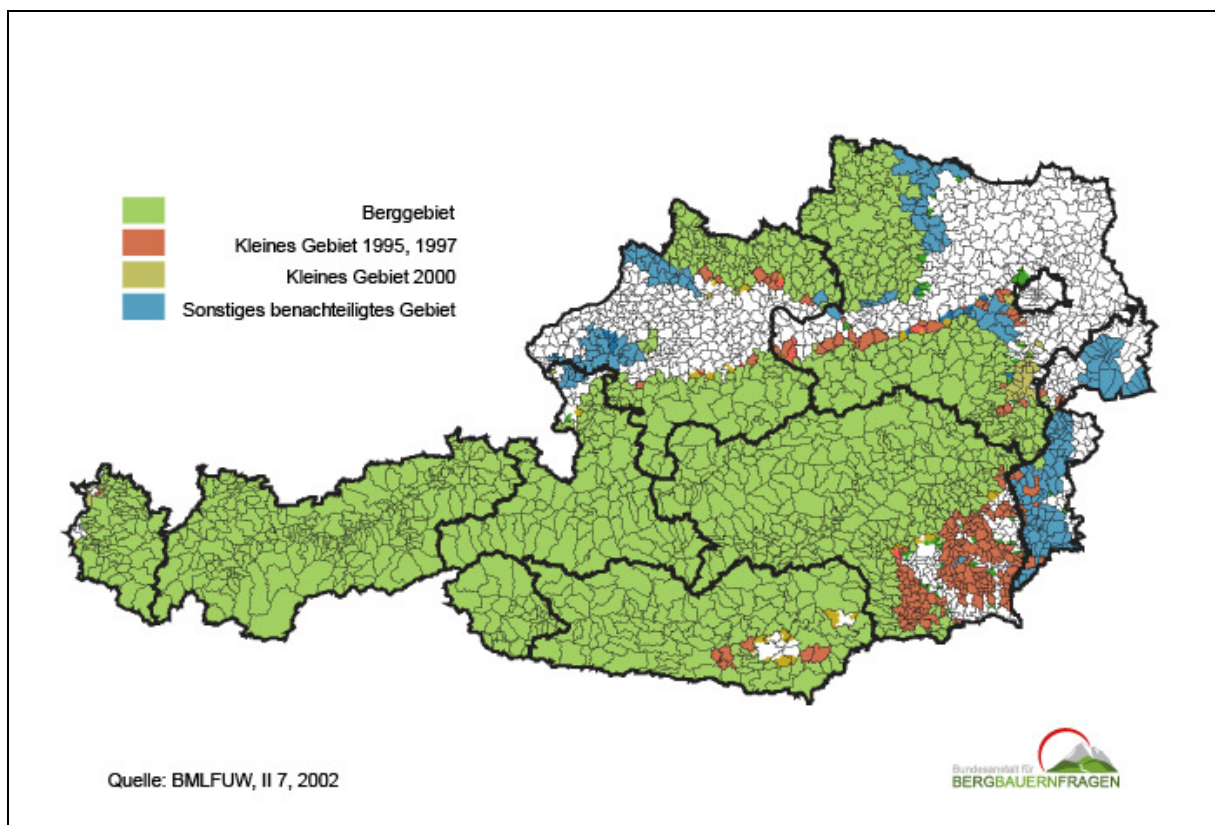 Berggebiet
Kleines Gebiet 1995, 1997
Kleines Gebiet 2000
Sonstiges benachteiligtes Gebiet
Quelle: BMLFUW, II 7, 2002
Bundesanstalt für
BERGBAUERNFRAGEN